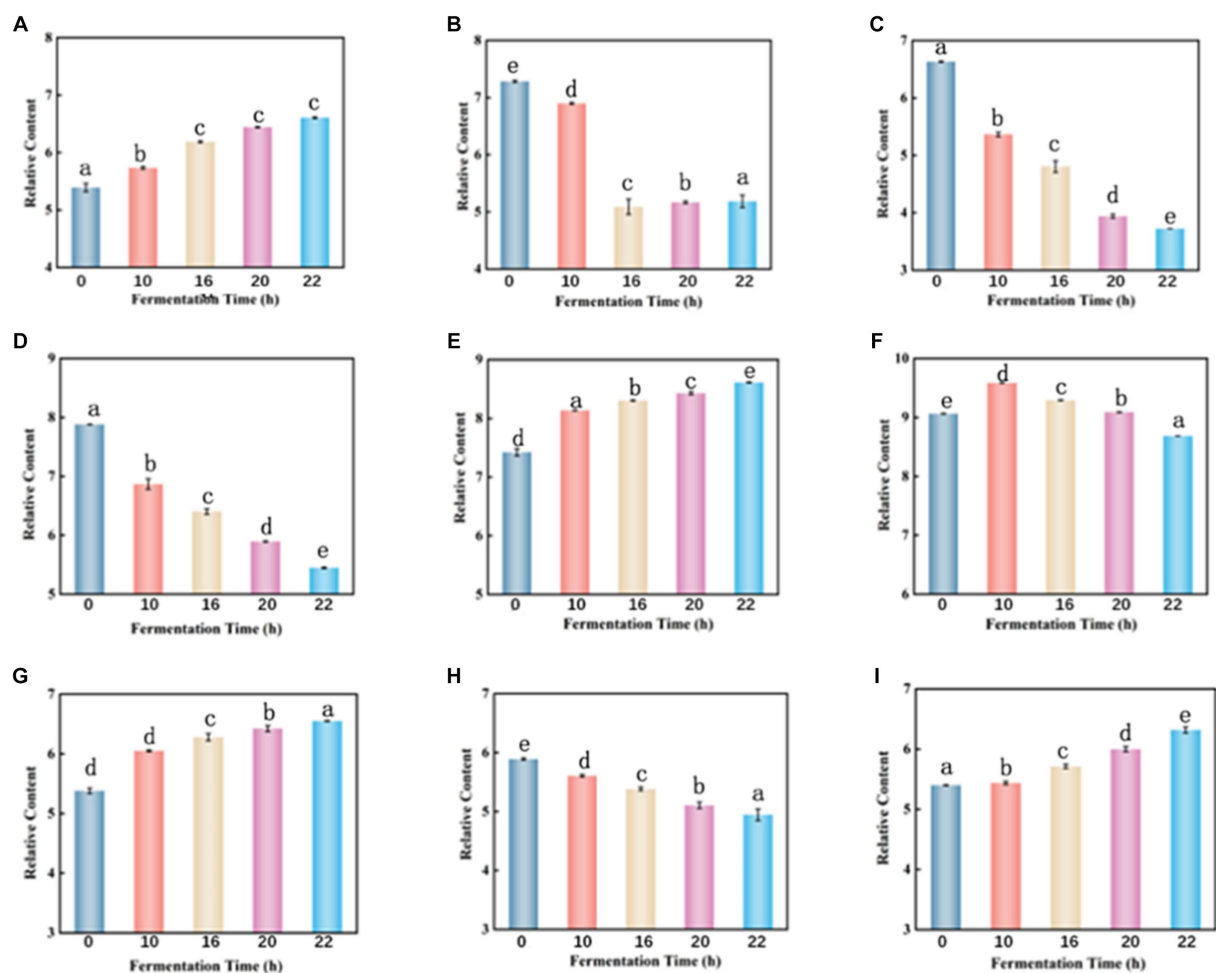 A
B
C
8
7
6
5
4
Relative Content
a
b
c
c
c
0 10 16 20 22
Fermentation Time (h)
8
7
6
5
4
Relative Content
e
d
c
b
a
0 10 16 20 22
Fermentation Time (h)
7
6
5
4
3
Relative Content
a
b
c
d
e
0 10 16 20 22
Fermentation Time (h)
D
E
F
9
8
7
6
5
Relative Content
a
b
c
d
e
0 10 16 20 22
Fermentation Time (h)
9
8
7
6
5
Relative Content
d
a
b
c
e
0 10 16 20 22
Fermentation Time (h)
10
9
8
7
6
Relative Content
e
d
c
b
a
0 10 16 20 22
Fermentation Time (h)
G
H
I
7
6
5
4
3
Relative Content
d
d
c
b
a
0 10 16 20 22
Fermentation Time (h)
7
6
5
4
3
Relative Content
e
d
c
b
a
0 10 16 20 22
Fermentation Time (h)
7
6
5
4
3
Relative Content
a
b
c
d
e
0 10 16 20 22
Fermentation Time (h)